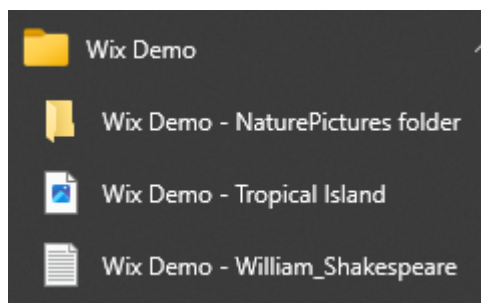 Wix Demo
Wix Demo - NaturePictures folder
Wix Demo - Tropical Island
Wix Demo - William_Shakespeare